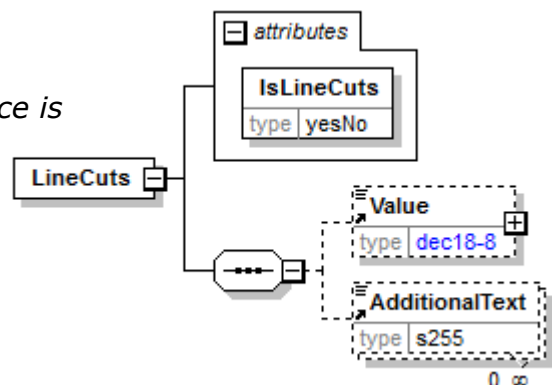 attributes
IsLineCuts
type yesNo
ce is
LineCuts
Value
type dec18-8
AdditionalText
type s255
0..∞